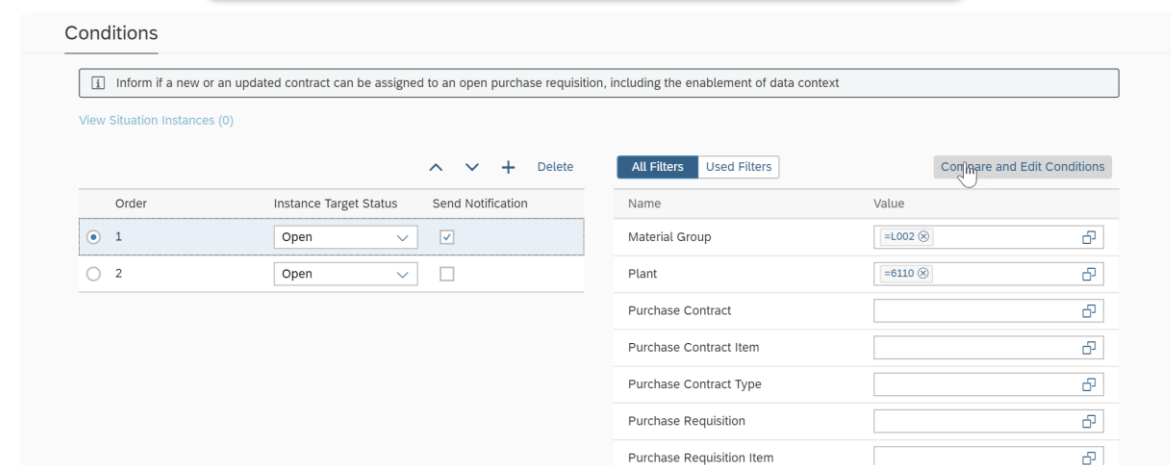 Conditions
Inform if a new or an updated contract can be assigned to an open purchase requisition, including the enablement of data context
View Situation Instances (0)
Delete
All Filters Used Filters Compare and Edit Conditions
Order Instance Target Status Send Notification
Name Value
1 Open
Material Group =L002
2 Open
Plant =6110
Purchase Contract
Purchase Contract Item
Purchase Contract Type
Purchase Requisition
Purchase Requisition Item